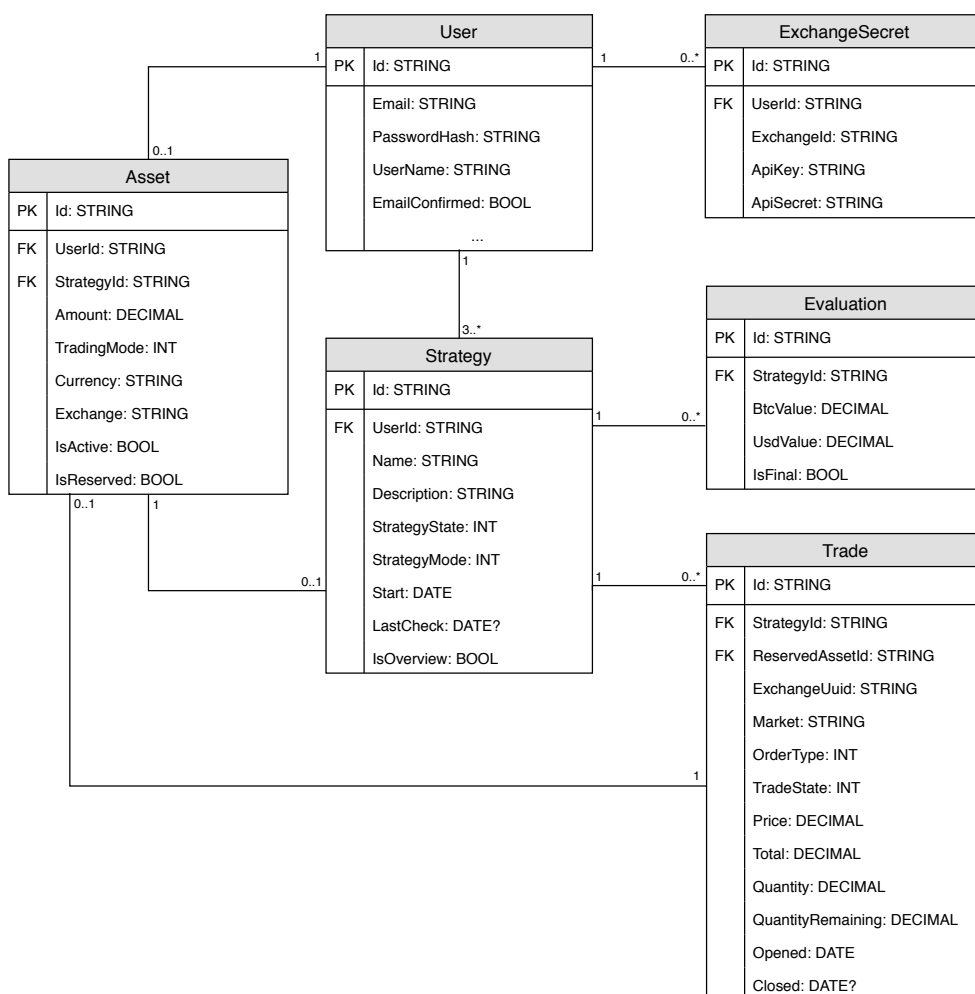 User
PK Id: STRING
Email: STRING
PasswordHash: STRING
UserName: STRING
EmailConfirmed: BOOL
...
1
1
0..*
1
0..1
ExchangeSecret
PK Id: STRING
FK UserId: STRING
ExchangeId: STRING
ApiKey: STRING
ApiSecret: STRING
Asset
PK Id: STRING
FK UserId: STRING
FK StrategyId: STRING
Amount: DECIMAL
TradingMode: INT
Currency: STRING
Exchange: STRING
IsActive: BOOL
IsReserved: BOOL
0..1
1
0..1
3..*
Strategy
PK Id: STRING
FK UserId: STRING
Name: STRING
Description: STRING
StrategyState: INT
StrategyMode: INT
Start: DATE
LastCheck: DATE?
IsOverview: BOOL
1
0..*
1
0..*
Evaluation
PK Id: STRING
FK StrategyId: STRING
BtcValue: DECIMAL
UsdValue: DECIMAL
IsFinal: BOOL
Trade
PK Id: STRING
FK StrategyId: STRING
FK ReservedAssetId: STRING
ExchangeUuid: STRING
Market: STRING
OrderType: INT
TradeState: INT
1
Price: DECIMAL
Total: DECIMAL
Quantity: DECIMAL
QuantityRemaining: DECIMAL
Opened: DATE
Closed: DATE?